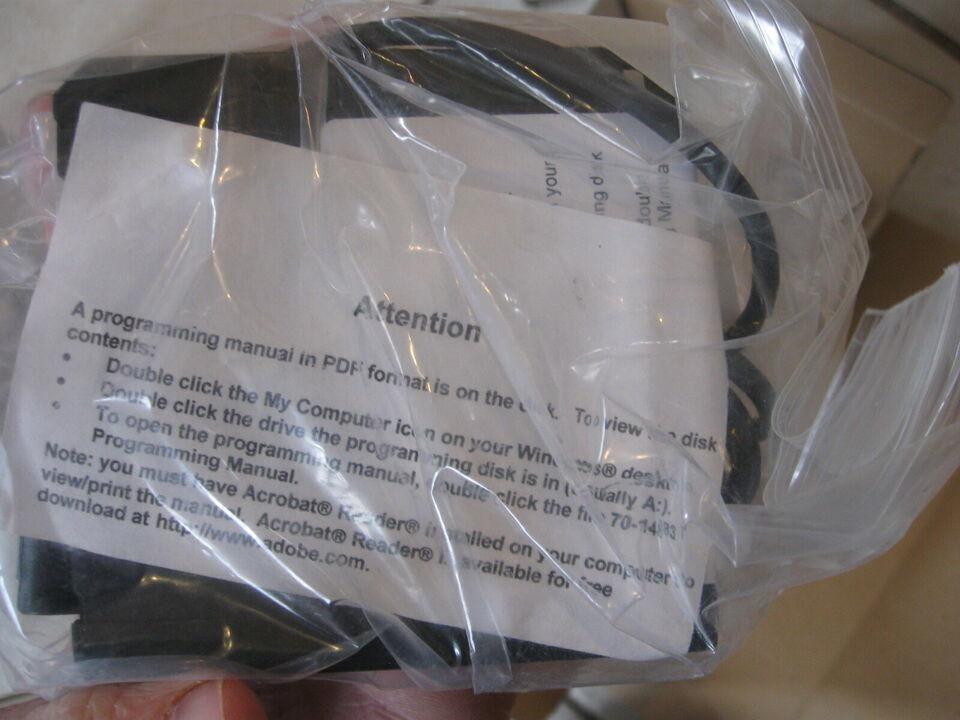 your
Attention
A programming manual in PDF format is on the disk. To view the disk
contents:
• Double click the My Computer icon on your Windows® desktop.
• Double click the drive the programming disk is in (usually A:).
• To open the programming manual, double click the file 70-14883
Programming Manual.
Note: you must have Acrobat® Reader® installed on your computer to
view/print the manual. Acrobat® Reader® is available for free
download at http://www.adobe.com.